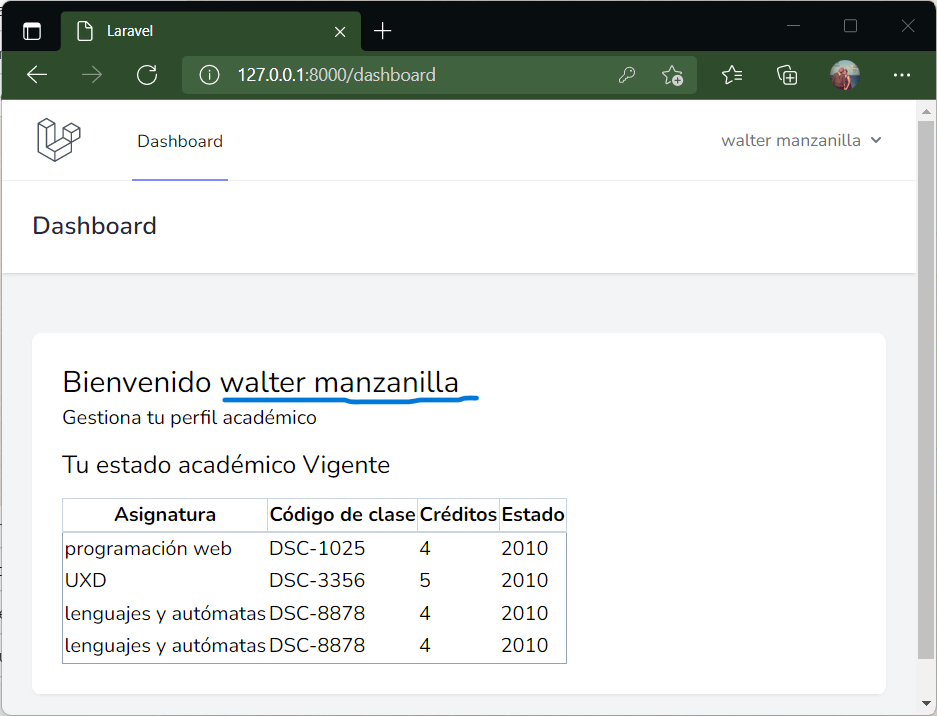 Laravel
127.0.0.1:8000/dashboard
Dashboard
walter manzanilla
Dashboard
Bienvenido walter manzanilla
Gestiona tu perfil académico
Tu estado académico Vigente
Asignatura Código de clase Créditos Estado
programación web DSC-1025 4 2010
UXD DSC-3356 5 2010
lenguajes y autómatas DSC-8878 4 2010
lenguajes y autómatas DSC-8878 4 2010